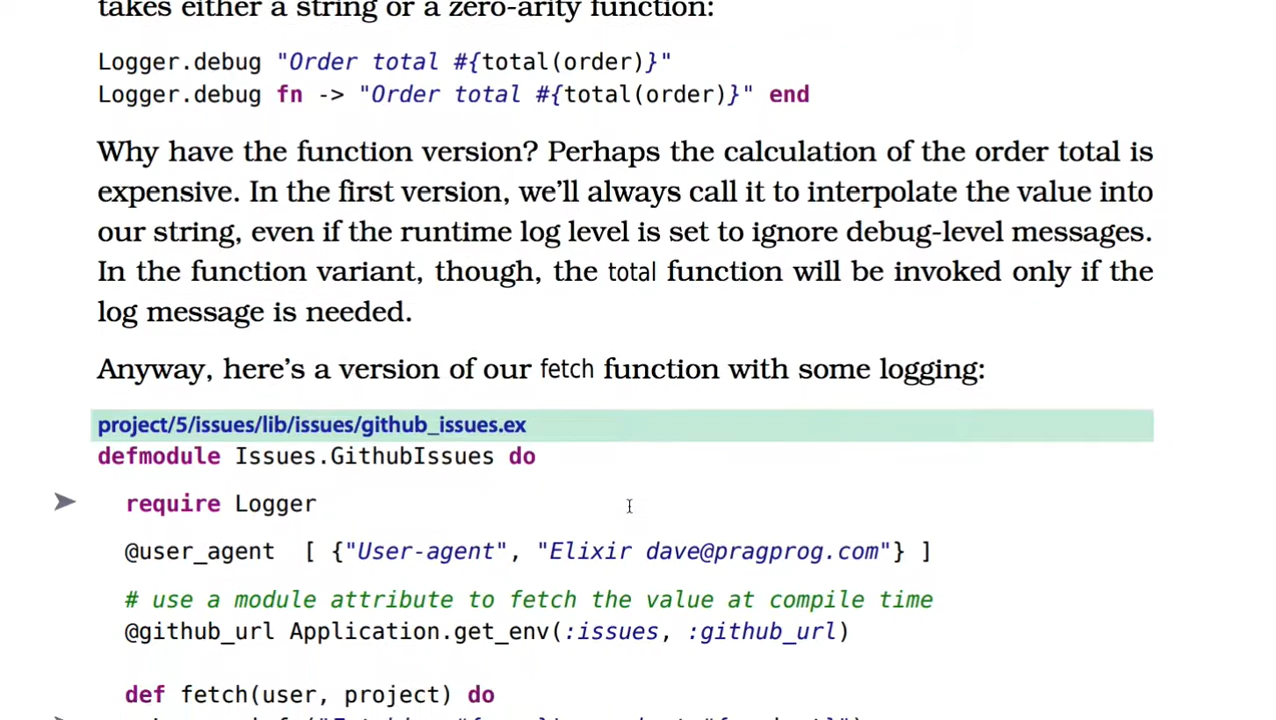 takes either a string or a zero-arity function:
Logger.debug "Order total #{total(order)}"
Logger.debug fn -> "Order total #{total(order)}" end
Why have the function version? Perhaps the calculation of the order total is
expensive. In the first version, we'll always call it to interpolate the value into
our string, even if the runtime log level is set to ignore debug-level messages.
In the function variant, though, the total function will be invoked only if the
log message is needed.
Anyway, here's a version of our fetch function with some logging:
project/5/issues/lib/issues/github_issues.ex
defmodule Issues.GithubIssues do
require Logger
@user_agent [ {"User-agent", "Elixir dave@pragprog.com"} ]
# use a module attribute to fetch the value at compile time
@github_url Application.get_env(:issues, :github_url)
def fetch(user, project) do